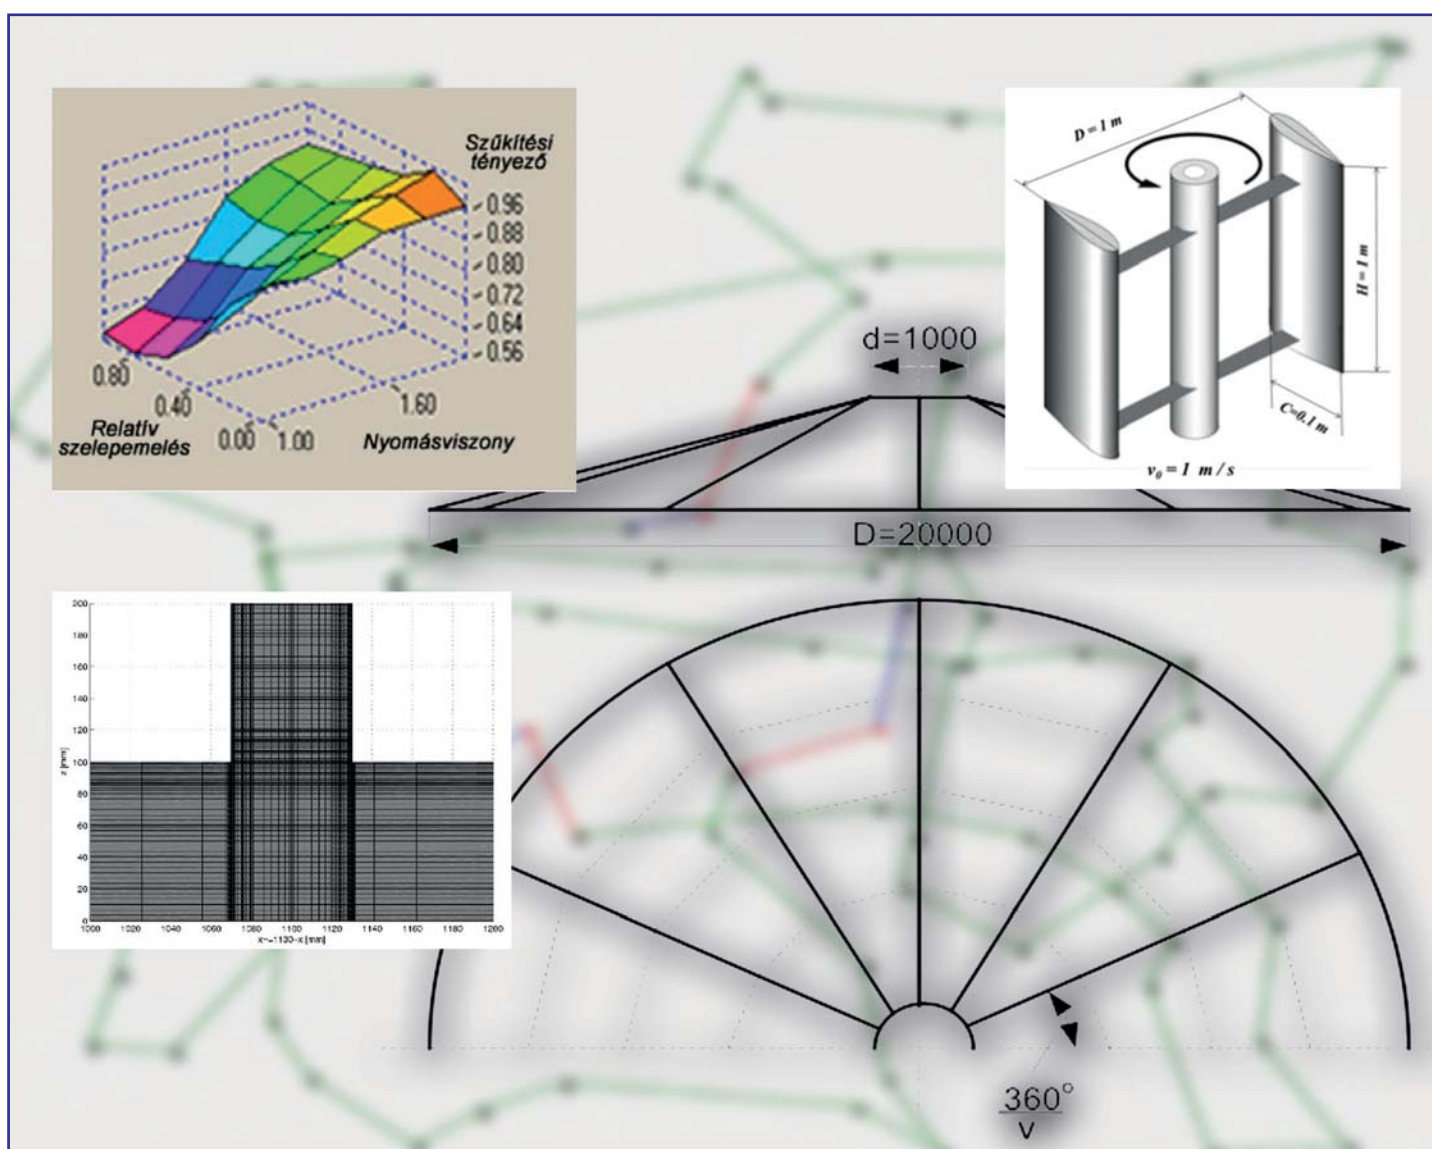 Szűkítési
tényező
0.96
0.88
0.80
0.72
0.64
0.56
0.80
0.40
0.00
1.00
1.60
Relatív
szelepemelés
Nyomásviszony
D = 1 m
H = 1 m
C=0.1 m
v₀ = 1 m / s
d=1000
D=20000
200
180
160
140
120
100
80
60
40
20
0
z [mm]
1000 1020 1040 1060 1080 1100 1120 1140 1160 1180 1200
x~=1130-x [mm]
360°
v